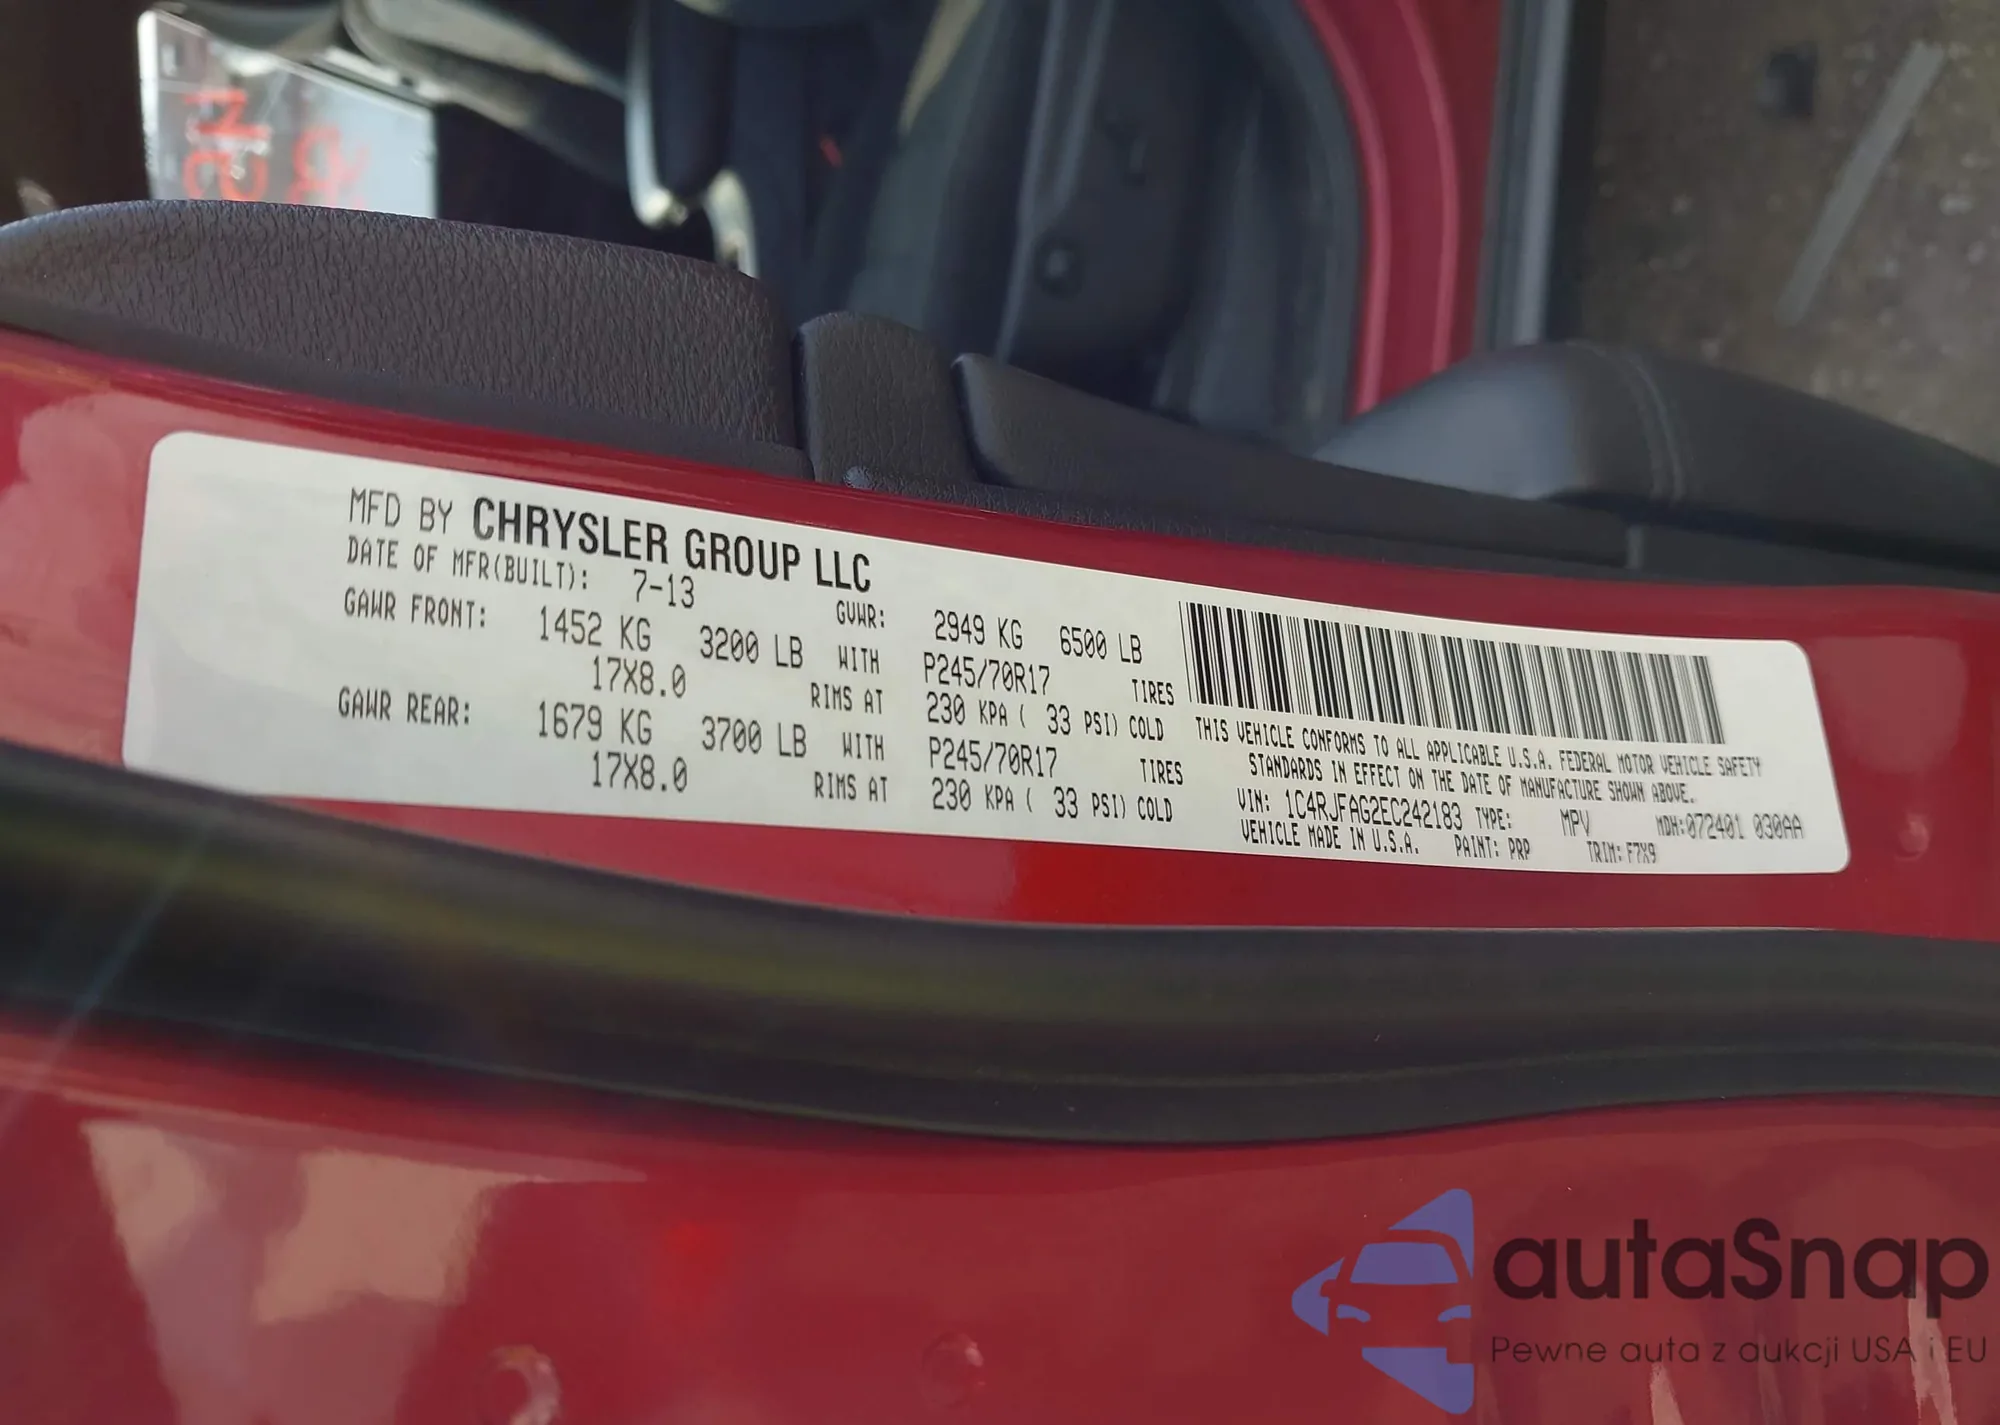 MFD BY CHRYSLER GROUP LLC
DATE OF MFR(BUILT): 7-13 GVWR: 2949 KG 6500 LB
GAWR FRONT: 1452 KG 3200 LB WITH P245/70R17 TIRES
17X8.0 RIMS AT 230 KPA ( 33 PSI) COLD
GAWR REAR: 1679 KG 3700 LB WITH P245/70R17 TIRES
17X8.0 RIMS AT 230 KPA ( 33 PSI) COLD
THIS VEHICLE CONFORMS TO ALL APPLICABLE U.S.A. FEDERAL MOTOR VEHICLE SAFETY
STANDARDS IN EFFECT ON THE DATE OF MANUFACTURE SHOWN ABOVE.
VIN: 1C4RJFAG2EC242183 TYPE: MPV MDH:072401 030AA
VEHICLE MADE IN U.S.A. PAINT: PRP TRIM: F7X9
autaSnap
Pewne auta z aukcji USA i EU